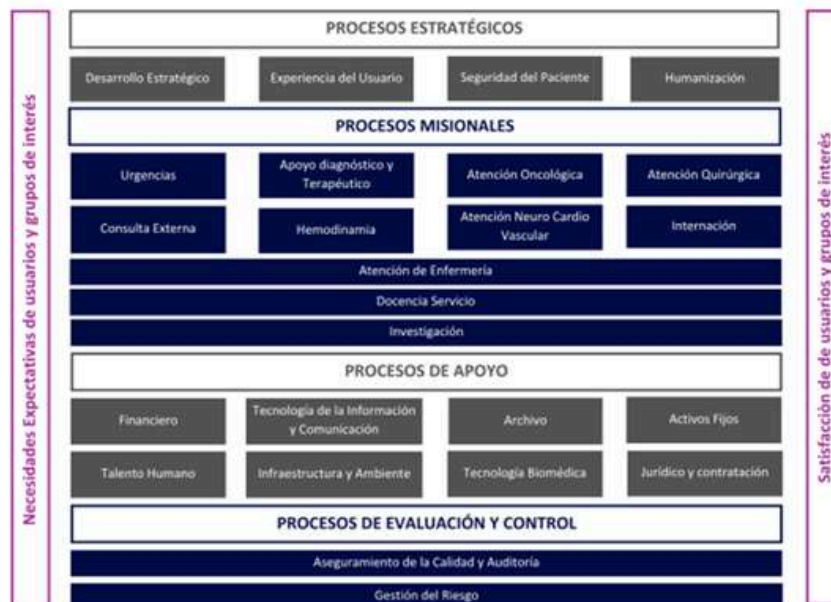 Necesidades Expectativas de usuarios y grupos de interés
PROCESOS ESTRATÉGICOS
Desarrollo Estratégico
Experiencia del Usuario
Seguridad del Paciente
Humanización
PROCESOS MISIONALES
Urgencias
Apoyo diagnóstico y
Terapéutico
Atención Oncológica
Atención Quirúrgica
Consulta Externa
Hemodinamia
Atención Neuro Cardio
Vascular
Internación
Atención de Enfermería
Docencia Servicio
Investigación
PROCESOS DE APOYO
Financiero
Tecnología de la Información
y Comunicación
Archivo
Activos Fijos
Talento Humano
Infraestructura y Ambiente
Tecnología Biomédica
Jurídico y contratación
PROCESOS DE EVALUACIÓN Y CONTROL
Aseguramiento de la Calidad y Auditoría
Gestión del Riesgo
Satisfacción de de usuarios y grupos de interés